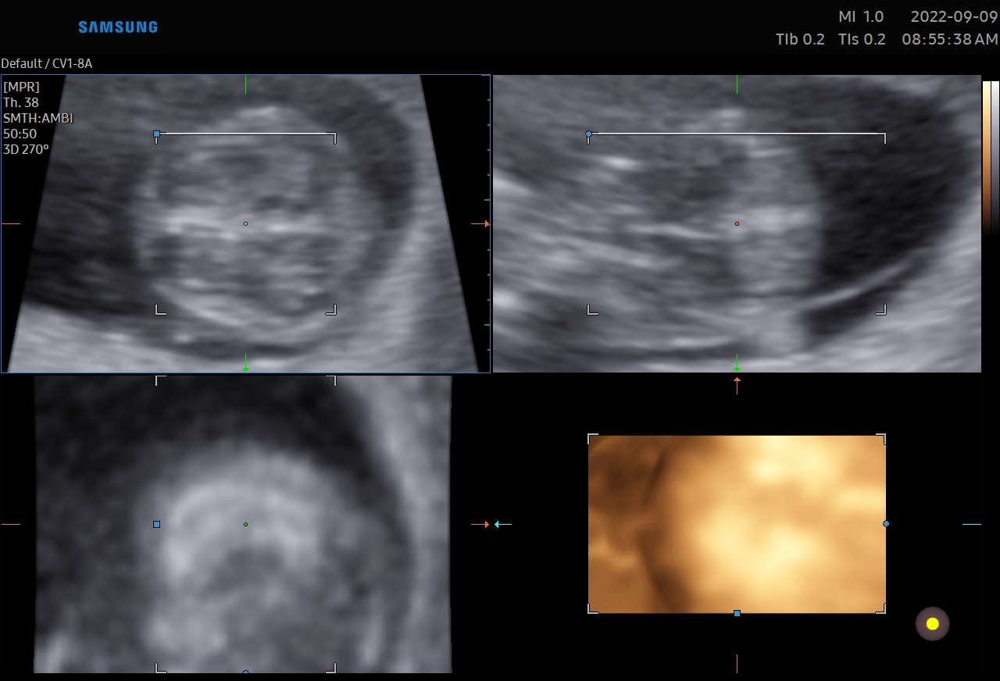 SAMSUNG
MI 1.0 2022-09-09
TIb 0.2 TIs 0.2 08:55:38 AM
Default / CV1-8A
[MPR]
Th. 38
SMTH:AMBI
50:50
3D 270°